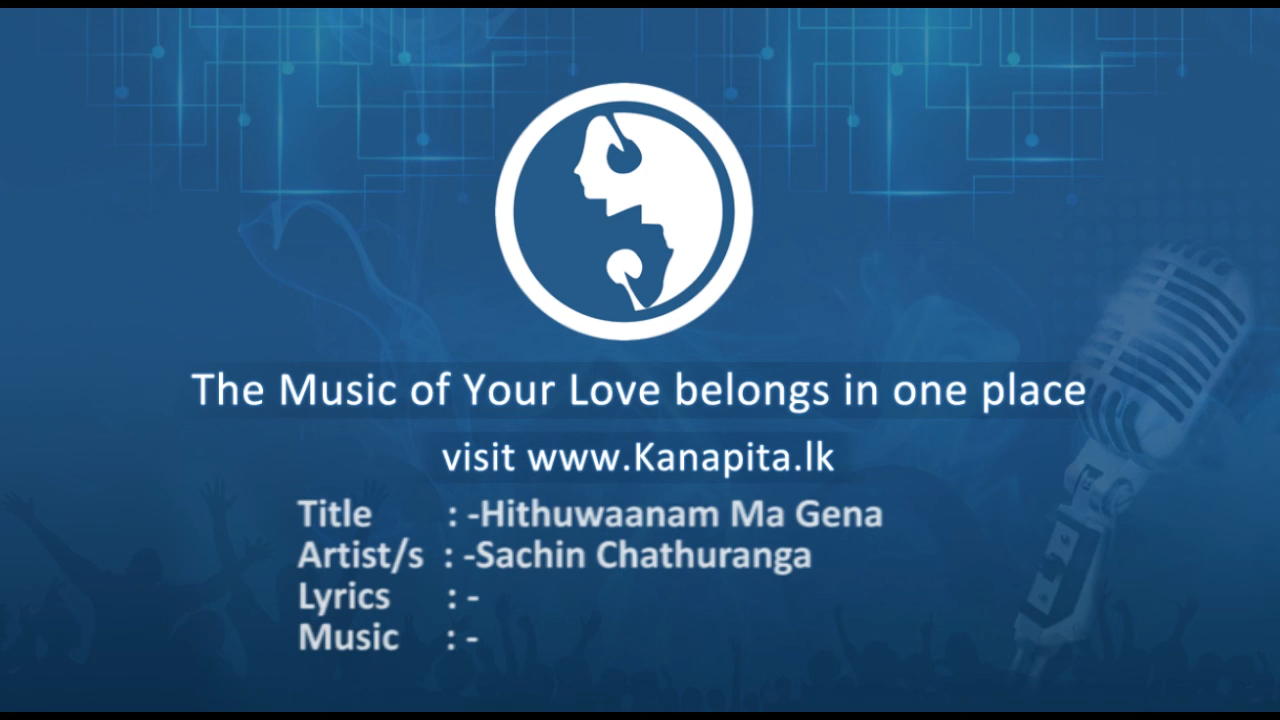 The Music of Your Love belongs in one place
visit www.Kanapita.lk
Title : -Hithuwaanam Ma Gena
Artist/s : -Sachin Chathuranga
Lyrics : -
Music : -